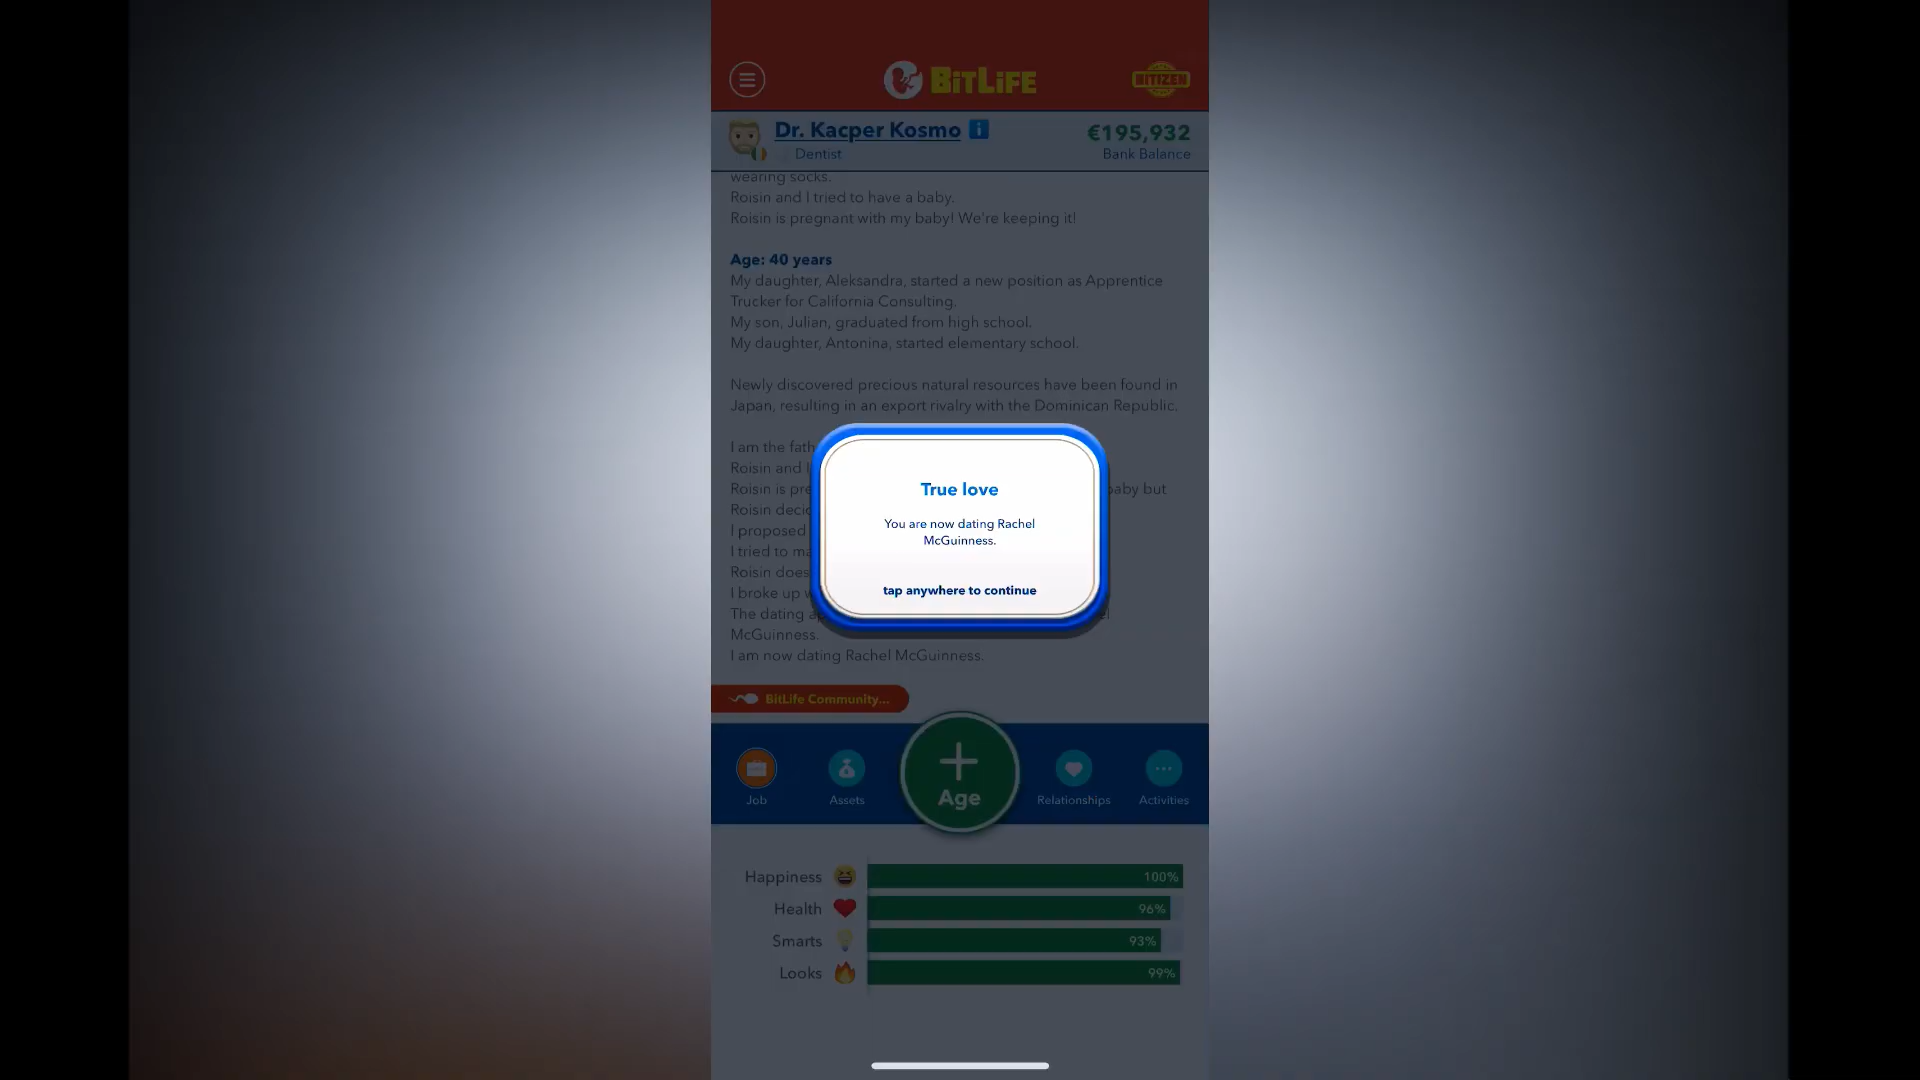 BITLIFE
BITIZEN
Dr. Kacper Kosmo
€195,932
Dentist
Bank Balance
wearing socks.
Roisin and I tried to have a baby.
Roisin is pregnant with my baby! We're keeping it!
Age: 40 years
My daughter, Aleksandra, started a new position as Apprentice
Trucker for California Consulting.
My son, Julian, graduated from high school.
My daughter, Antonina, started elementary school.
Newly discovered precious natural resources have been found in
Japan, resulting in an export rivalry with the Dominican Republic.
I am the
Roisin and
Roisin is baby but
Roisin
I proposed
I tried to
Roisin
I broke up
The dating
McGuinness.
I am now dating Rachel McGuinness.
True love
You are now dating Rachel
McGuinness.
tap anywhere to continue
BitLife Community...
Job
Assets
+
Age
Relationships
Activities
Happiness 100%
Health 96%
Smarts 93%
Looks 99%